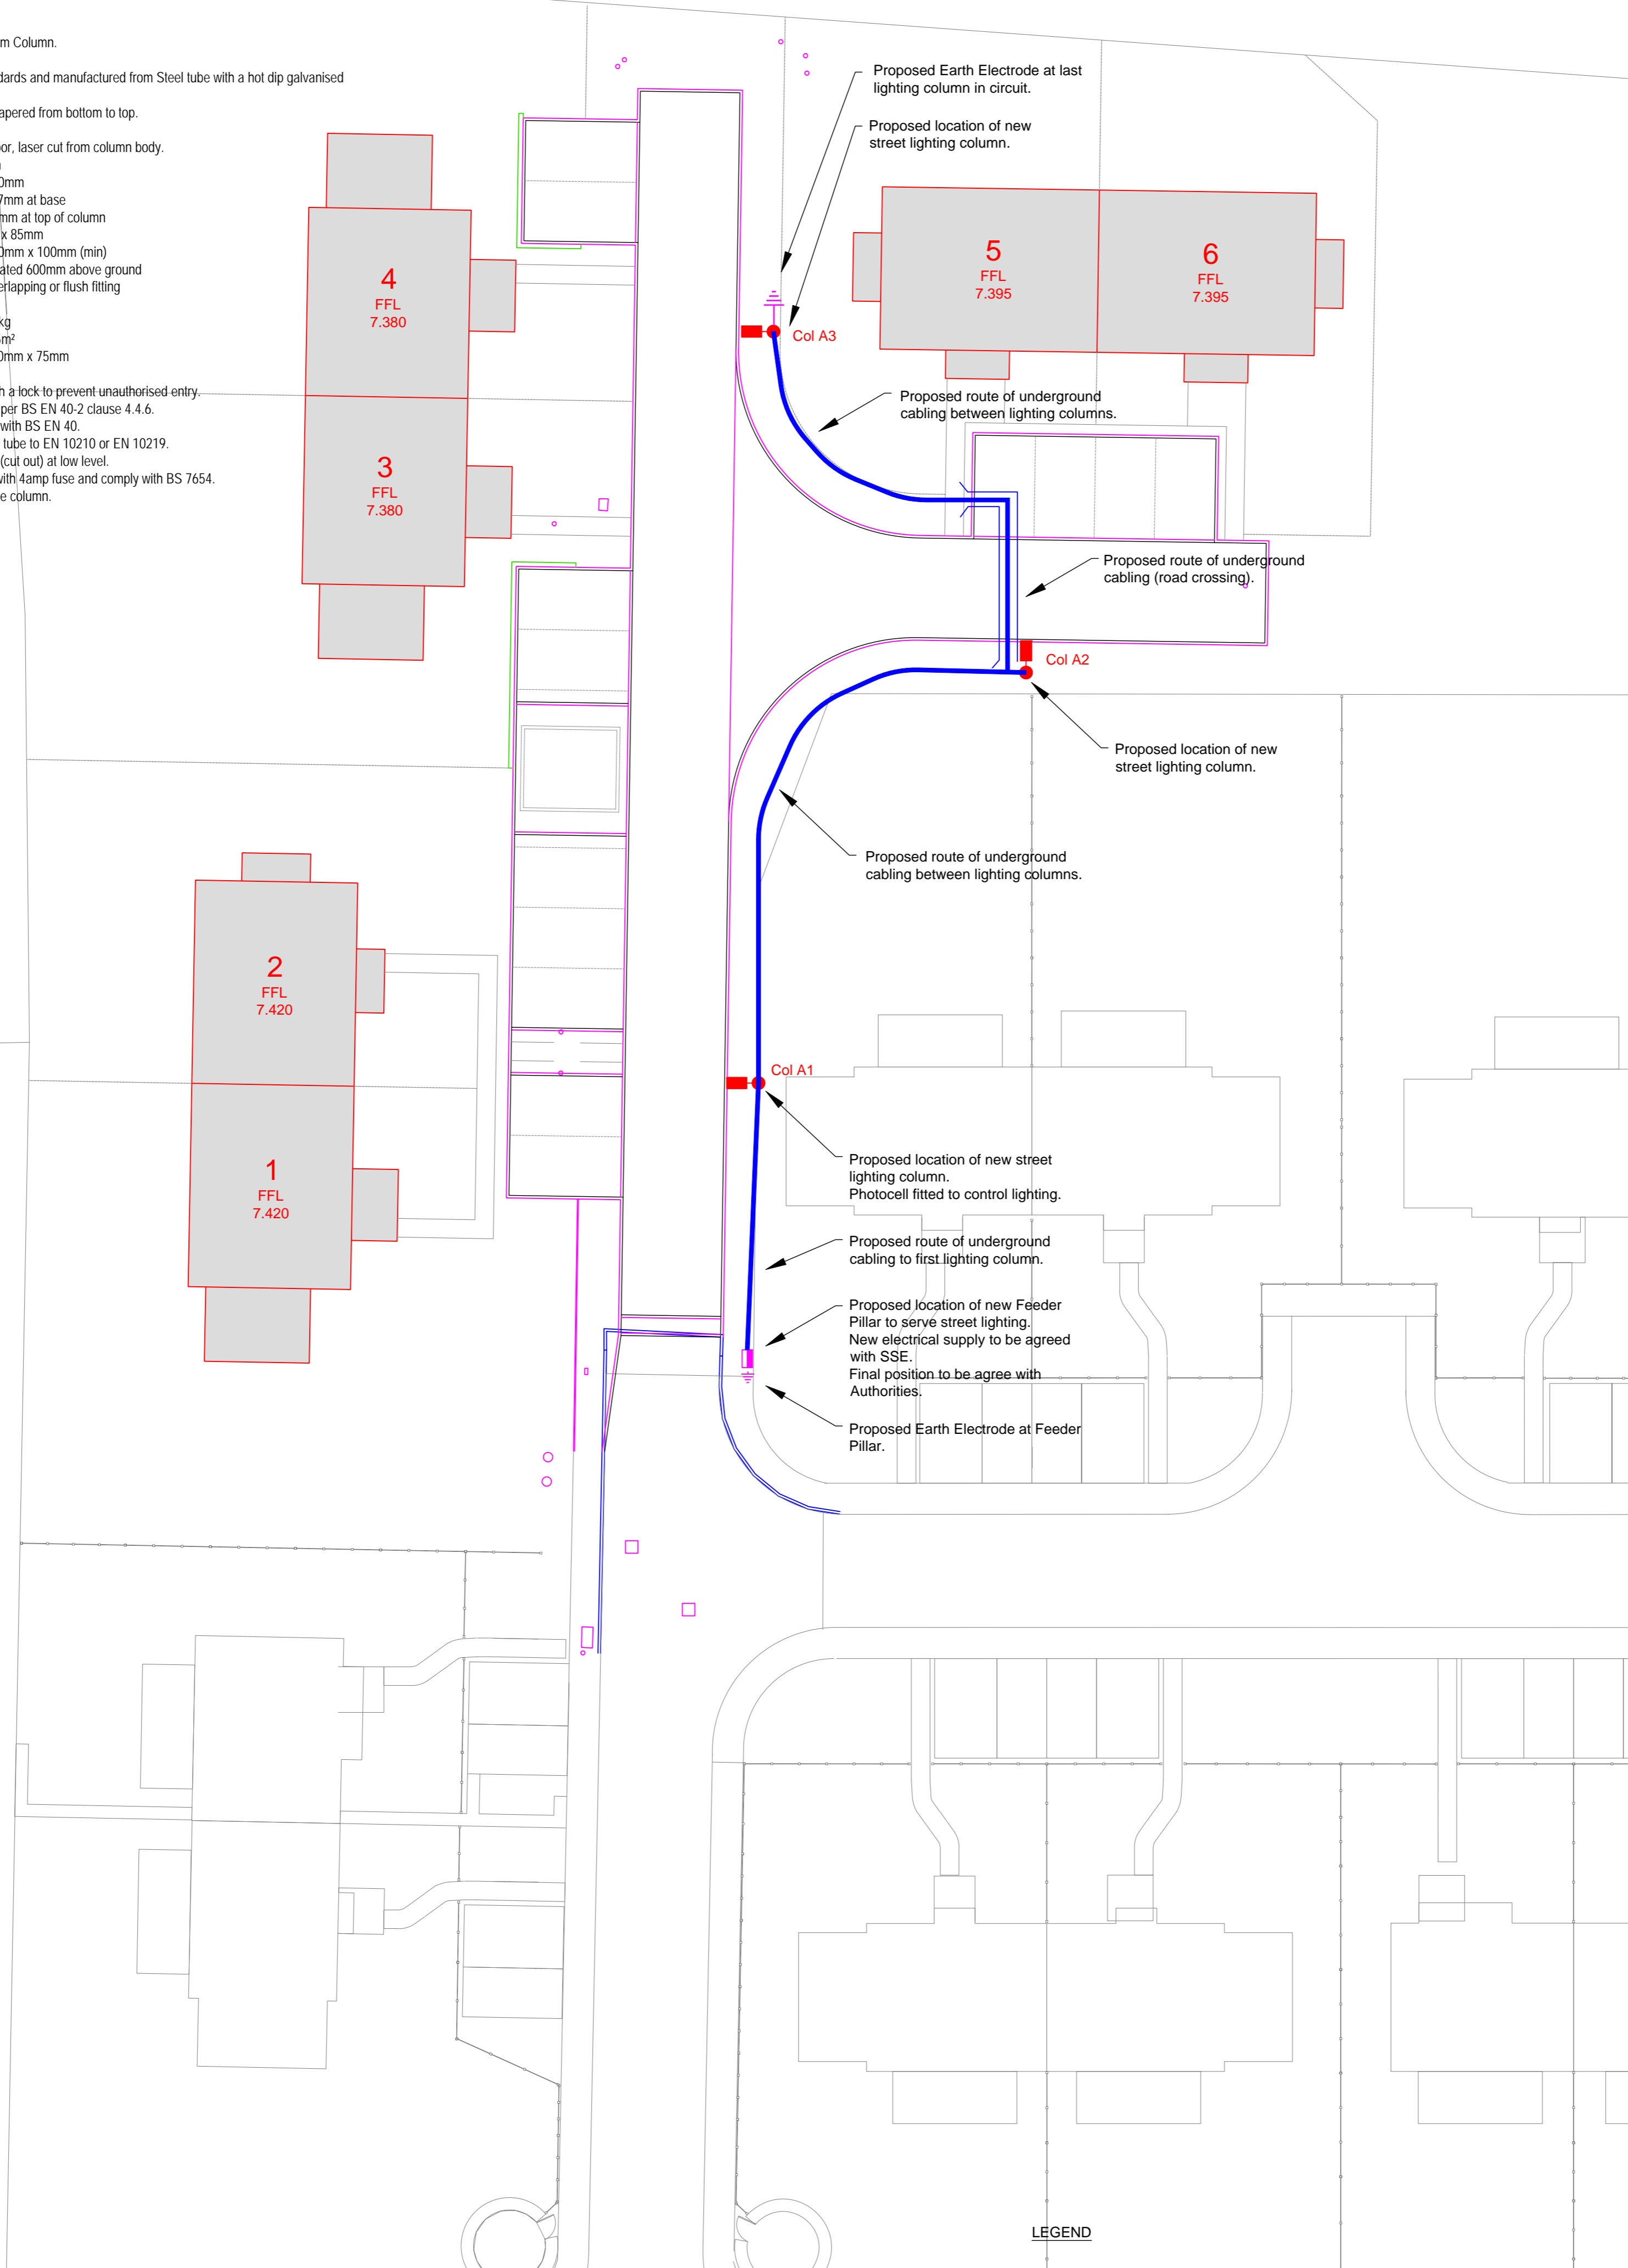 m Column.
dards and manufactured from Steel tube with a hot dip galvanised
apered from bottom to top.
oor, laser cut from column body.
0mm
7mm at base
mm at top of column
x 85mm
0mm x 100mm (min)
ated 600mm above ground
erlapping or flush fitting
kg
m²
0mm x 75mm
h a lock to prevent unauthorised entry.
per BS EN 40-2 clause 4.4.6.
with BS EN 40.
tube to EN 10210 or EN 10219.
(cut out) at low level.
with 4amp fuse and comply with BS 7654.
e column.
Proposed Earth Electrode at last
lighting column in circuit.
Proposed location of new
street lighting column.
4
FFL
7.380
5
FFL
7.395
6
FFL
7.395
Col A3
Proposed route of underground
cabling between lighting columns.
3
FFL
7.380
Proposed route of underground
cabling (road crossing).
Col A2
Proposed location of new
street lighting column.
Proposed route of underground
cabling between lighting columns.
2
FFL
7.420
Col A1
1
FFL
7.420
Proposed location of new street
lighting column.
Photocell fitted to control lighting.
Proposed route of underground
cabling to first lighting column.
Proposed location of new Feeder
Pillar to serve street lighting.
New electrical supply to be agreed
with SSE.
Final position to be agree with
Authorities.
Proposed Earth Electrode at Feeder
Pillar.
LEGEND